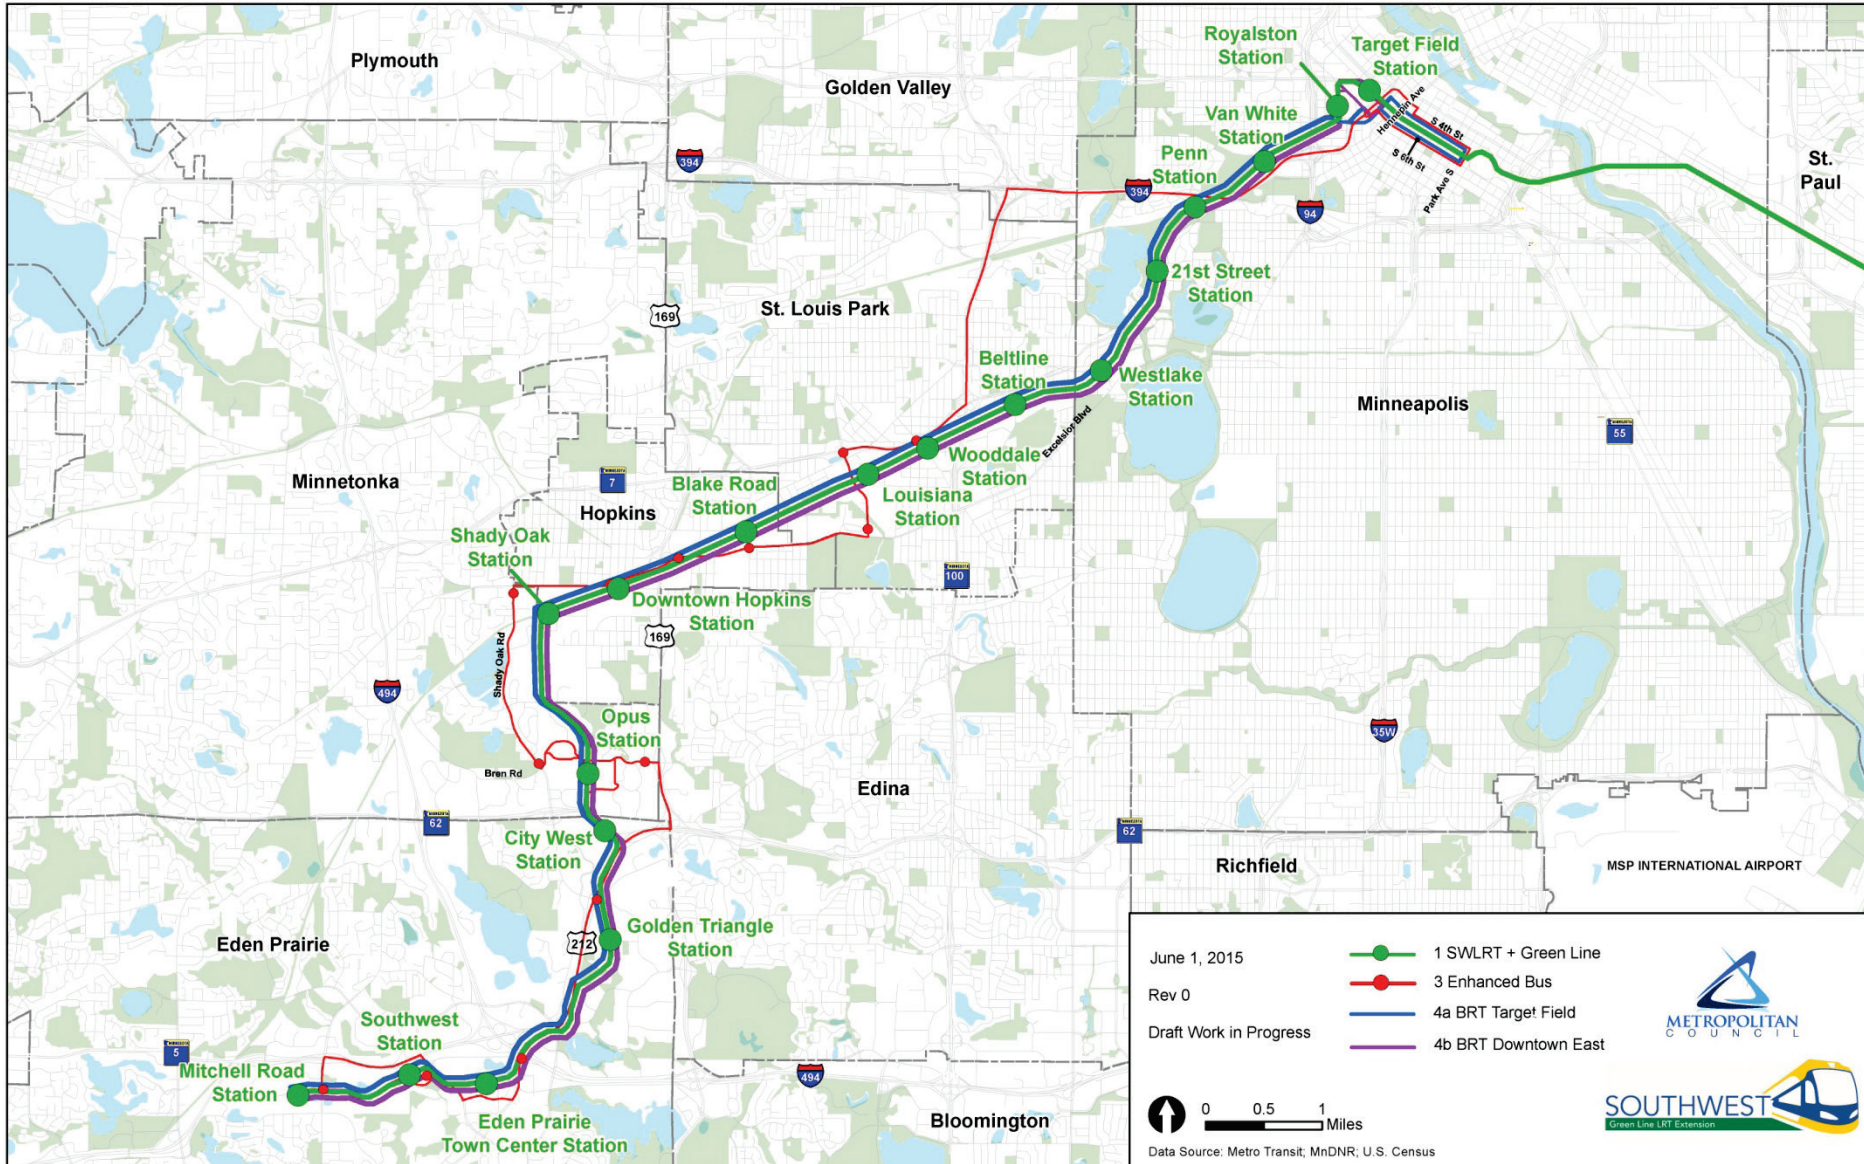 Plymouth
Golden Valley
Royalston
Station
Target Field
Station
Van White
Station
Hennepin Ave
S 4th St
S 6th St
Park Ave S
St.
Paul
Penn
Station
394
394
94
21st Street
Station
169
St. Louis Park
Beltline
Station
Westlake
Station
Minneapolis
Excelsior Blvd
MINNESOTA
55
Minnetonka
MINNESOTA
7
Hopkins
Blake Road
Station
Wooddale
Station
Louisiana
Station
Shady Oak
Station
MINNESOTA
100
Downtown Hopkins
Station
169
Shady Oak Rd
494
Opus
Station
35W
Bren Rd
Edina
MINNESOTA
62
City West
Station
MINNESOTA
62
Richfield
MSP INTERNATIONAL AIRPORT
Eden Prairie
212
Golden Triangle
Station
Southwest
Station
MINNESOTA
5
Mitchell Road
Station
494
Eden Prairie
Town Center Station
Bloomington
June 1, 2015
Rev 0
Draft Work in Progress
1 SWLRT + Green Line
3 Enhanced Bus
4a BRT Target Field
4b BRT Downtown East
METROPOLITAN
COUNCIL
0 0.5 1
Miles
SOUTHWEST
Green Line LRT Extension
Data Source: Metro Transit; MnDNR; U.S. Census